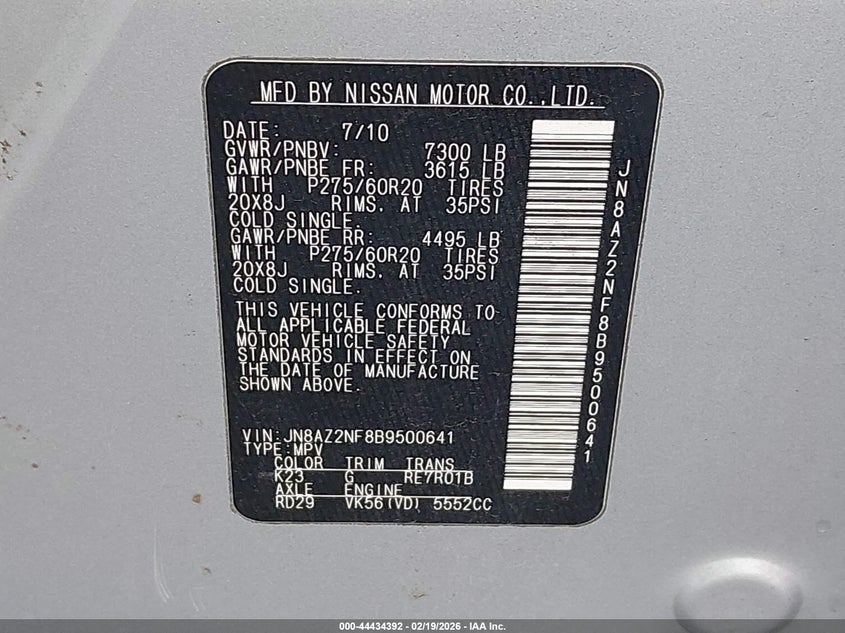 MFD BY NISSAN MOTOR CO.,LTD.
DATE: 7/10
GVWR/PNBV: 7300 LB
GAWR/PNBE FR: 3615 LB
WITH P275/60R20 TIRES
20X8J RIMS. AT 35PSI
COLD SINGLE.
GAWR/PNBE RR: 4495 LB
WITH P275/60R20 TIRES
20X8J RIMS. AT 35PSI
COLD SINGLE.
THIS VEHICLE CONFORMS TO
ALL APPLICABLE FEDERAL
MOTOR VEHICLE SAFETY
STANDARDS IN EFFECT ON
THE DATE OF MANUFACTURE
SHOWN ABOVE.
VIN:JN8AZ2NF8B9500641
TYPE:MPV
COLOR TRIM TRANS
K23 G RE7R01B
AXLE ENGINE
RD29 VK56(VD) 5552CC
JN8AZ2NF8B9500641
000-44434392 - 02/19/2026 - IAA Inc.